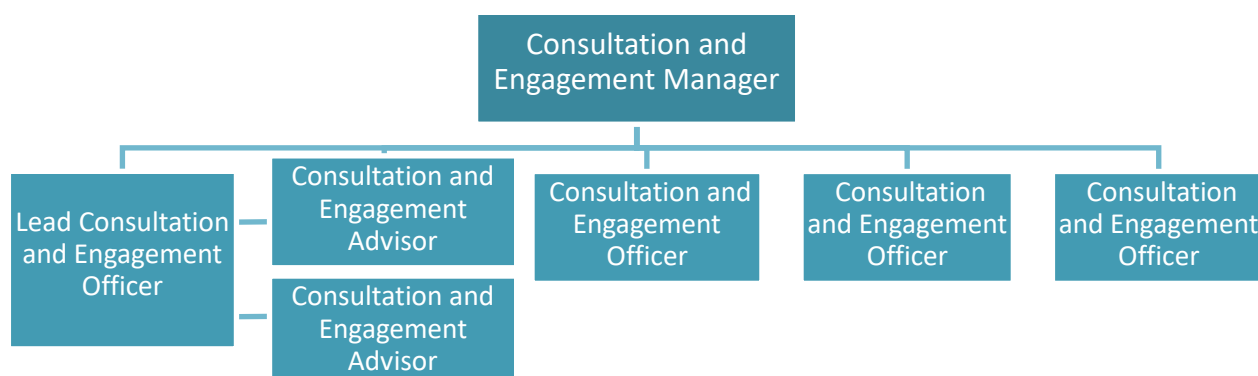 Consultation and
Engagement Manager
Lead Consultation
and Engagement
Officer
Consultation and
Engagement
Advisor
Consultation and
Engagement
Advisor
Consultation and
Engagement
Officer
Consultation
and Engagement
Officer
Consultation
and Engagement
Officer